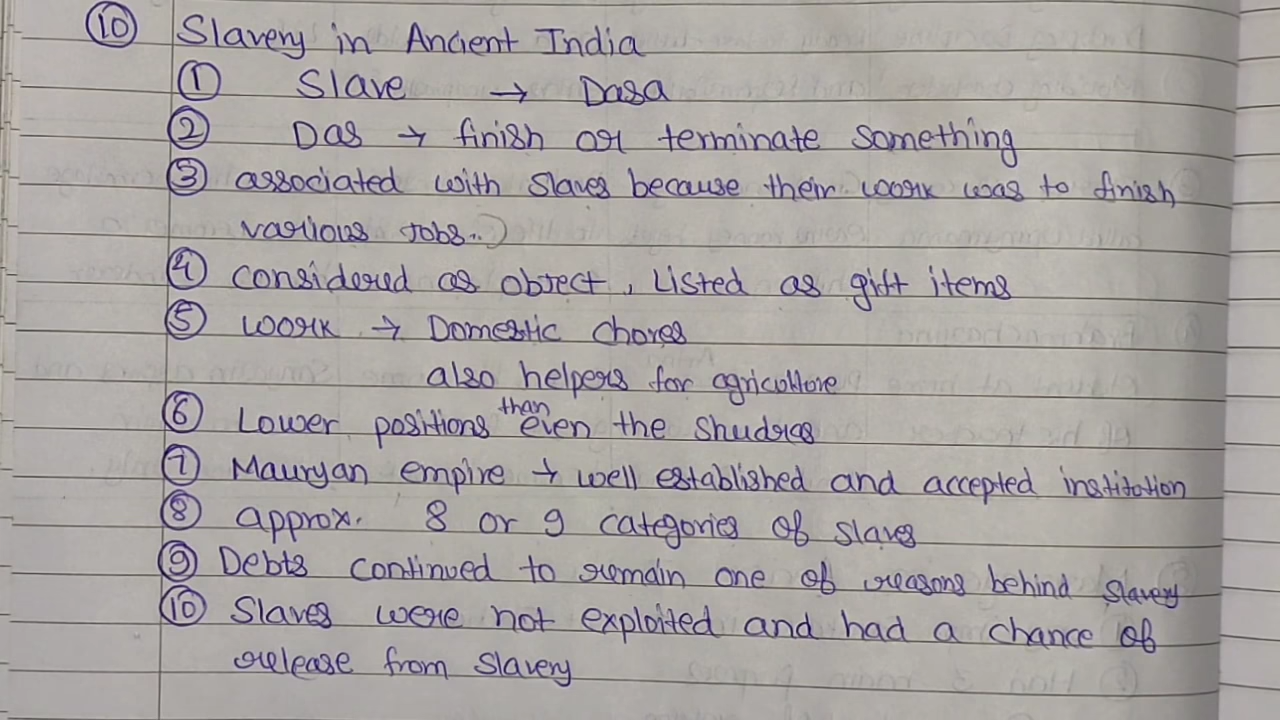 ⑩ Slavery in Ancient India
① Slave → Dasa
② Das → finish or terminate something
③ associated with slaves because their work was to finish
various jobs..)
④ considered as object, Listed as gift items
⑤ work → Domestic chores
also helpers for agriculture
⑥ Lower positions than even the Shudras
⑦ Mauryan empire → well established and accepted institution
⑧ approx. 8 or 9 categories of slaves
⑨ Debts continued to remain one of reasons behind slavery
⑩ Slaves were not exploited and had a chance of
release from slavery